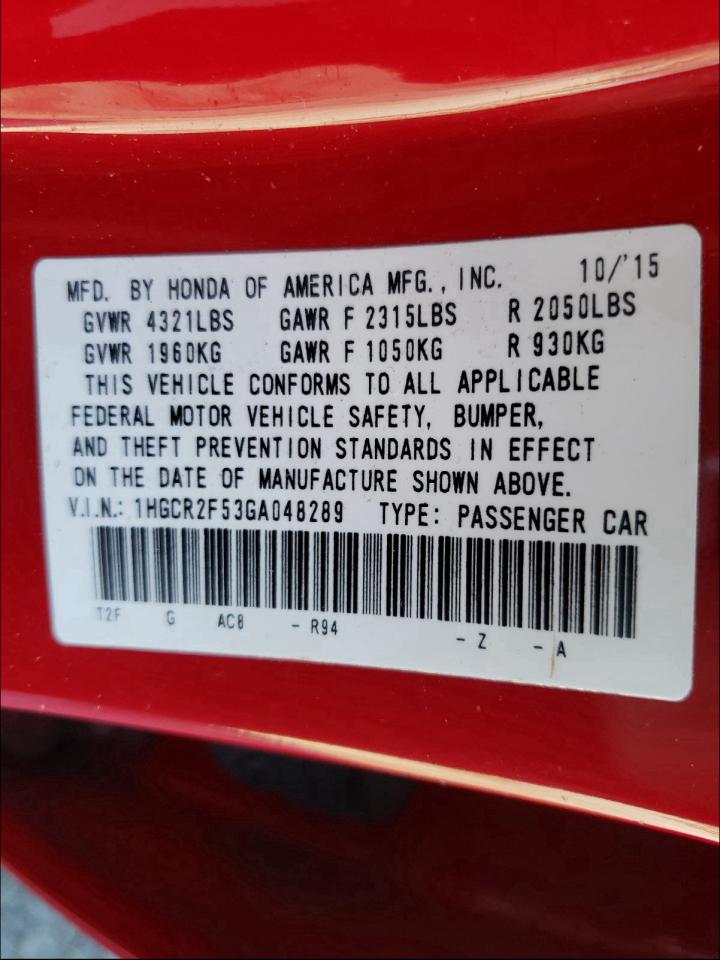 MFD. BY HONDA OF AMERICA MFG., INC. 10/'15
GVWR 4321LBS GAWR F 2315LBS R 2050LBS
GVWR 1960KG GAWR F 1050KG R 930KG
THIS VEHICLE CONFORMS TO ALL APPLICABLE
FEDERAL MOTOR VEHICLE SAFETY, BUMPER,
AND THEFT PREVENTION STANDARDS IN EFFECT
ON THE DATE OF MANUFACTURE SHOWN ABOVE.
V.I.N.: 1HGCR2F53GA048289 TYPE: PASSENGER CAR
T2F G AC8 - R94 - Z - A